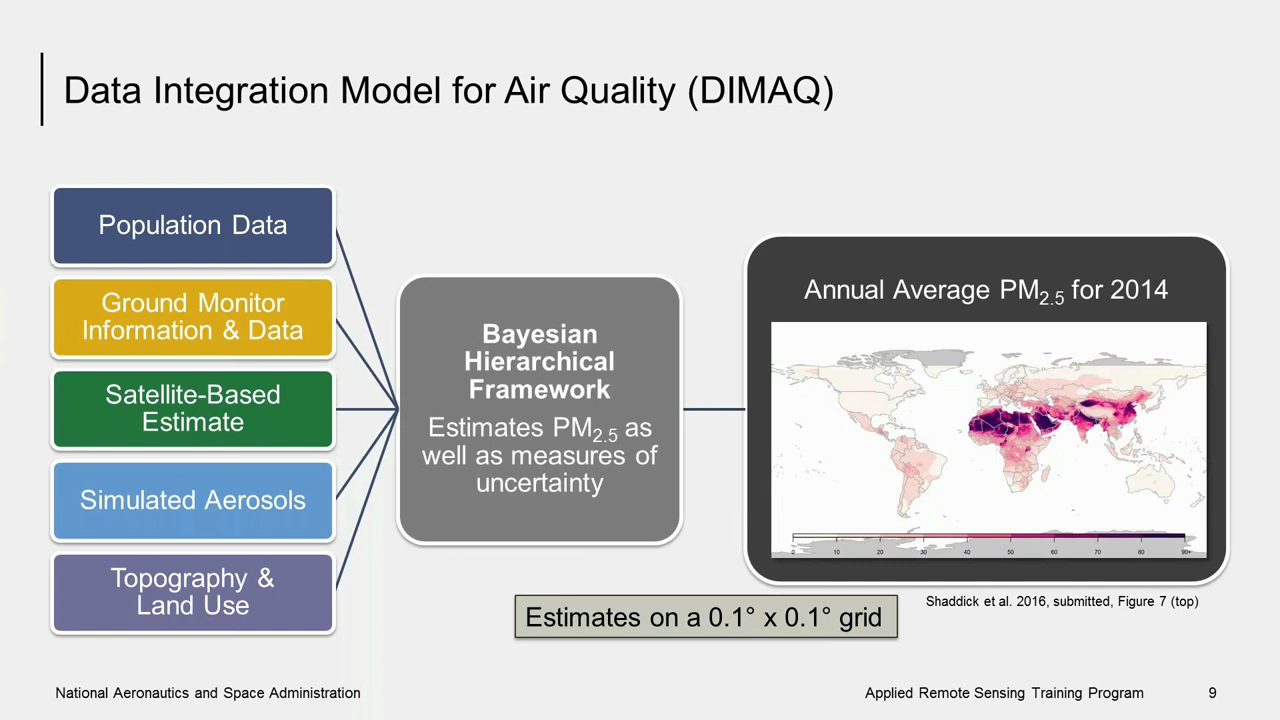 Data Integration Model for Air Quality (DIMAQ)
Population Data
Ground Monitor
Information & Data
Satellite-Based
Estimate
Simulated Aerosols
Topography &
Land Use
Bayesian
Hierarchical
Framework
Estimates PM2.5 as
well as measures of
uncertainty
Annual Average PM2.5 for 2014
0 10 20 30 40 50 60 70 80 90+
Shaddick et al. 2016, submitted, Figure 7 (top)
Estimates on a 0.1° x 0.1° grid
National Aeronautics and Space Administration
Applied Remote Sensing Training Program
9